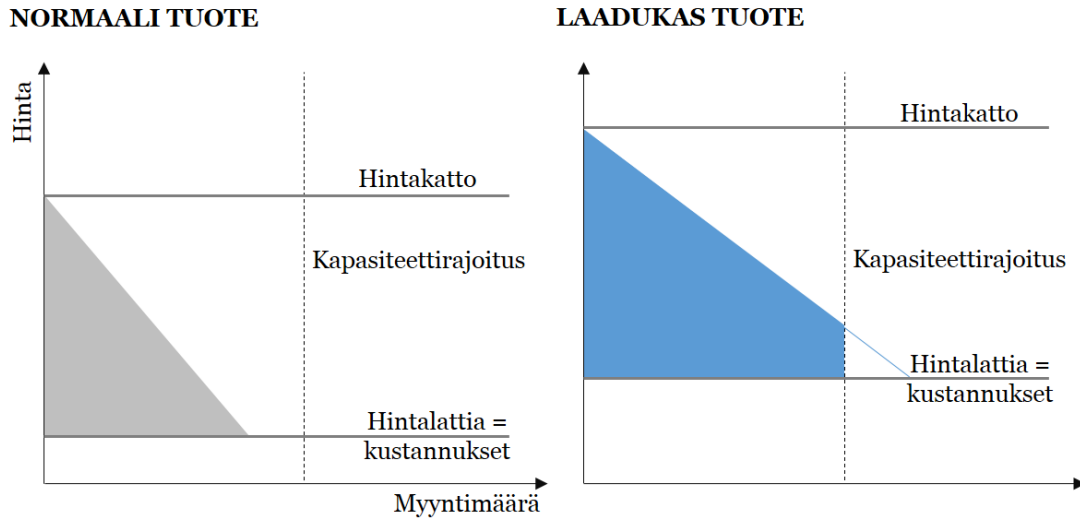 NORMAALI TUOTE
Hinta
Hintakatto
Kapasiteettirajoitus
Hintalattia =
kustannukset
Myyntimäärä
LAADUKAS TUOTE
Hintakatto
Kapasiteettirajoitus
Hintalattia =
kustannukset